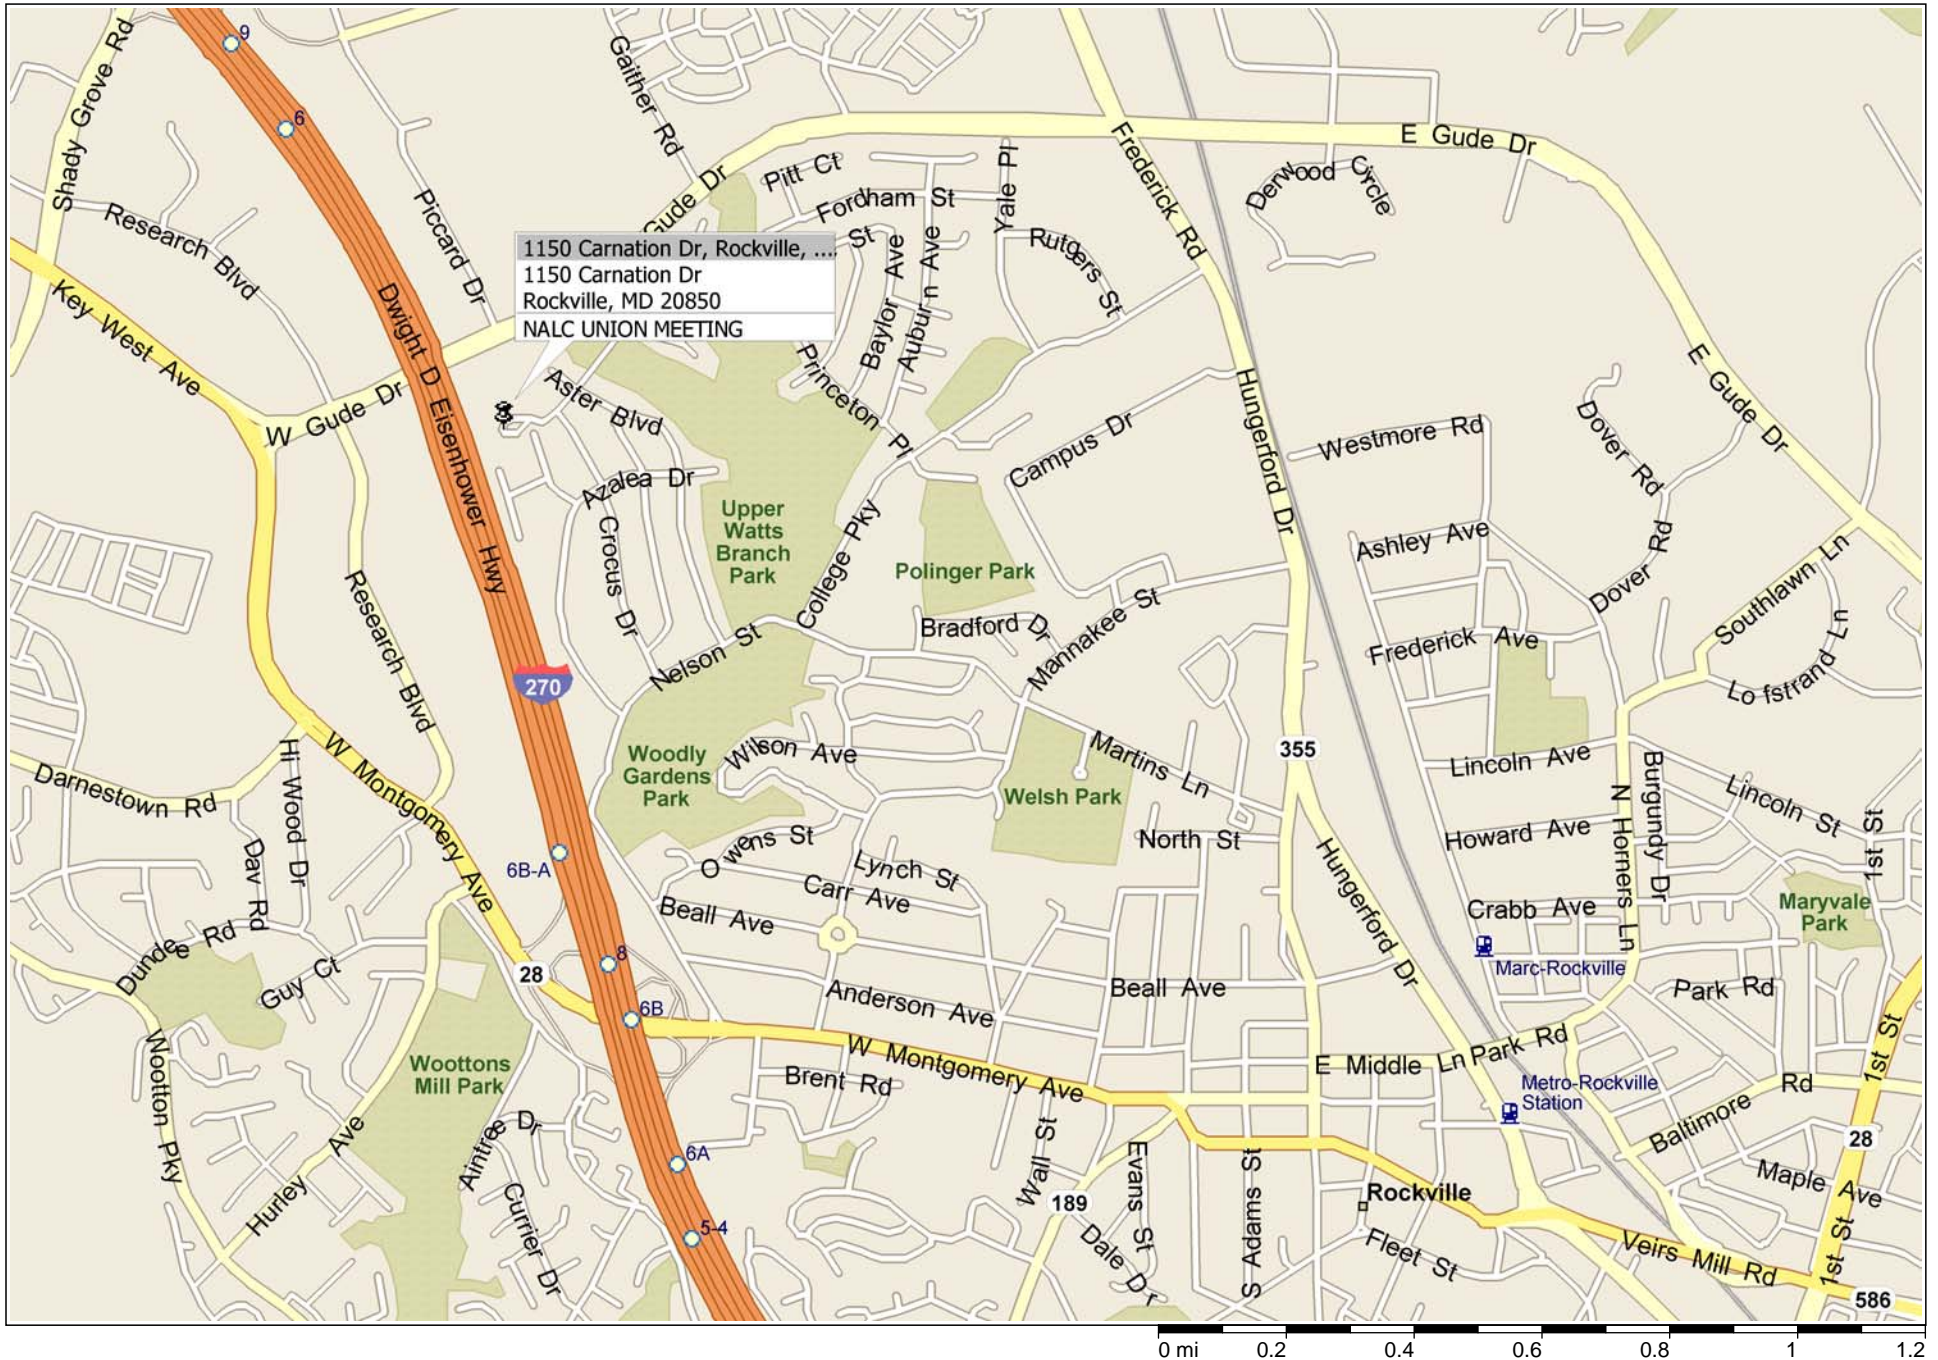 9
Shady Grove Rd
Gaither Rd
6
E Gude Dr
Frederick Rd
Pitt Ct
Derwood Circle
Yale Pl
Gude Dr
Fordham St
Piccard Dr
Research Blvd
St
Rutgers St
1150 Carnation Dr, Rockville, ...
1150 Carnation Dr
Rockville, MD 20850
NALC UNION MEETING
Baylor Ave
Auburn Ave
Key West Ave
Dwight D Eisenhower Hwy
Princeton Pl
E Gude Dr
W Gude Dr
Aster Blvd
Hungerford Dr
Campus Dr
Westmore Rd
Dover Rd
Azalea Dr
Upper
Watts
Branch
Park
Crocus Dr
College Pky
Ashley Ave
Dover Rd
Southlawn Ln
Polinger Park
Research Blvd
Bradford Dr
Mannakee St
Frederick Ave
Lofstrand Ln
Nelson St
270
Hi Wood Dr
W Montgomery Ave
Woodly
Gardens
Park
Wilson Ave
Martins Ln
355
Lincoln Ave
Burgundy Dr
Darnestown Rd
Welsh Park
Lincoln St
N Horners Ln
1st St
North St
Howard Ave
Owens St
6B-A
Dav Rd
Lynch St
Carr Ave
Hungerford Dr
Crabb Ave
Maryvale
Park
Beall Ave
Dundee Rd
8
Marc-Rockville
Guy Ct
28
Beall Ave
Park Rd
Anderson Ave
6B
1st St
Wootton Pky
Woottons
Mill Park
W Montgomery Ave
E Middle Ln
Park Rd
Brent Rd
Metro-Rockville
Station
Baltimore Rd
Aintree Dr
Hurley Ave
Wall St
Evans St
6A
28
S Adams St
Maple Ave
Currier Dr
189
Rockville
5-4
Dale Dr
Fleet St
Veirs Mill Rd
1st St
586
0 mi 0.2 0.4 0.6 0.8 1 1.2